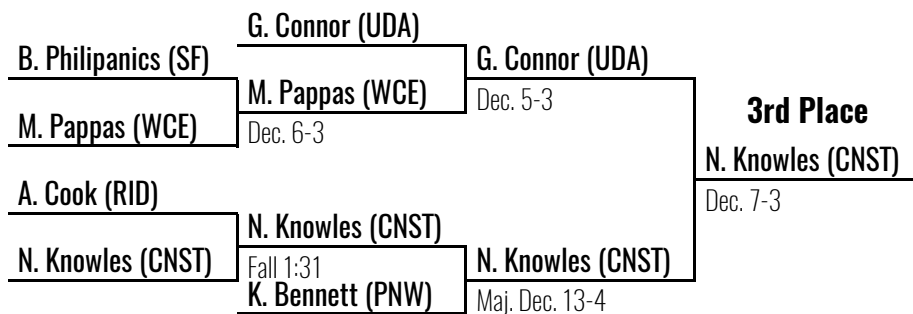 G. Connor (UDA)
B. Philipanics (SF)
G. Connor (UDA)
M. Pappas (WCE)
Dec. 5-3
3rd Place
M. Pappas (WCE)
Dec. 6-3
N. Knowles (CNST)
A. Cook (RID)
Dec. 7-3
N. Knowles (CNST)
N. Knowles (CNST)
Fall 1:31
N. Knowles (CNST)
K. Bennett (PNW)
Maj. Dec. 13-4